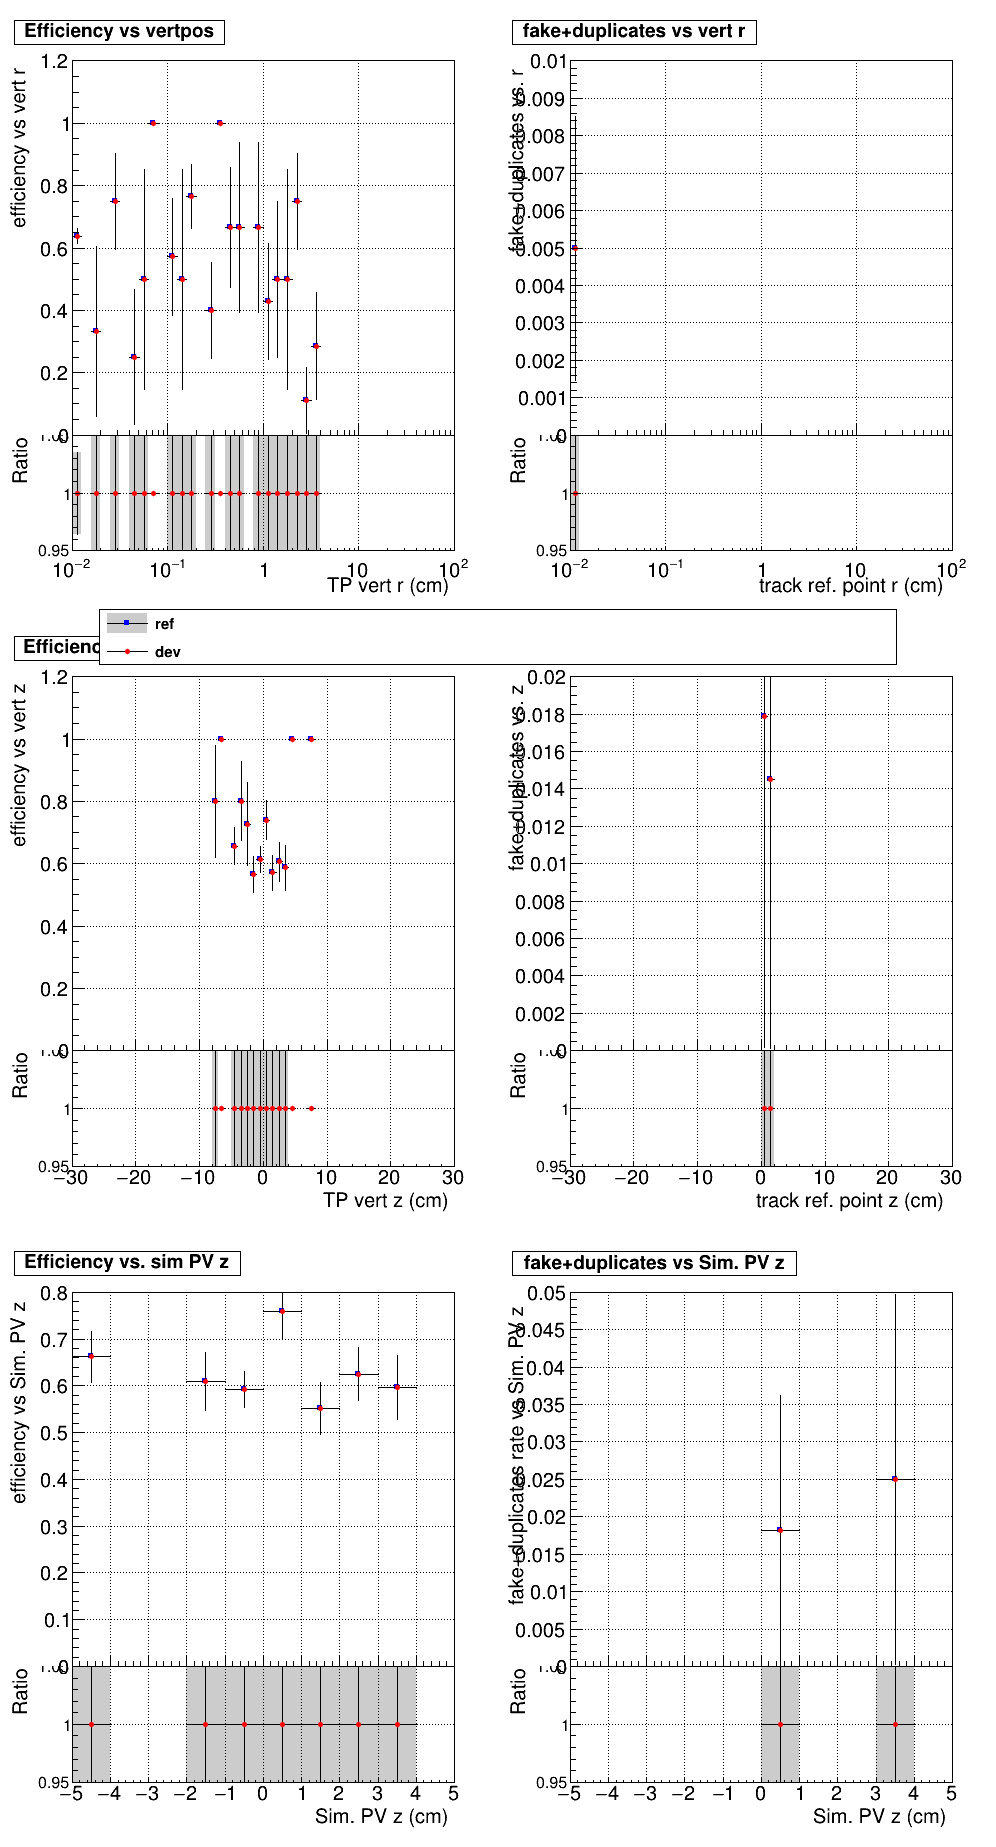 Efficiency vs vertpos
efficiency vs vert r
1.2
1
0.8
0.6
0.4
0.2
0
Ratio
1
0.95
10⁻² 10⁻¹ 1 10 10²
TP vert r (cm)
fake+duplicates vs vert r
fake+duplicates vs. r
0.01
0.009
0.008
0.007
0.006
0.005
0.004
0.003
0.002
0.001
0
Ratio
1
0.95
10⁻² 10⁻¹ 1 10 10²
track ref. point r (cm)
ref
dev
efficiency vs vert z
1.2
1
0.8
0.6
0.4
0.2
0
Ratio
1
0.95
−30 −20 −10 0 10 20 30
TP vert z (cm)
fake+duplicates vs. z
0.02
0.018
0.016
0.014
0.012
0.01
0.008
0.006
0.004
0.002
0
Ratio
1
0.95
−30 −20 −10 0 10 20 30
track ref. point z (cm)
Efficiency vs. sim PV z
efficiency vs Sim. PV z
0.8
0.7
0.6
0.5
0.4
0.3
0.2
0.1
0
Ratio
1
0.95
−5 −4 −3 −2 −1 0 1 2 3 4 5
Sim. PV z (cm)
fake+duplicates vs Sim. PV z
fake+duplicates rate vs Sim. PV z
0.05
0.045
0.04
0.035
0.03
0.025
0.02
0.015
0.01
0.005
0
Ratio
1
0.95
−5 −4 −3 −2 −1 0 1 2 3 4 5
Sim. PV z (cm)